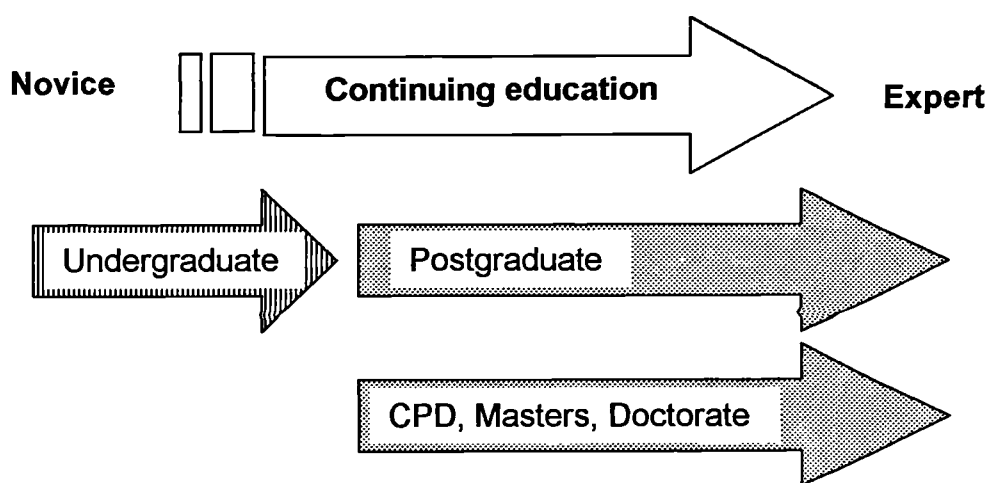 Novice
Continuing education
Expert
Undergraduate
Postgraduate
CPD, Masters, Doctorate